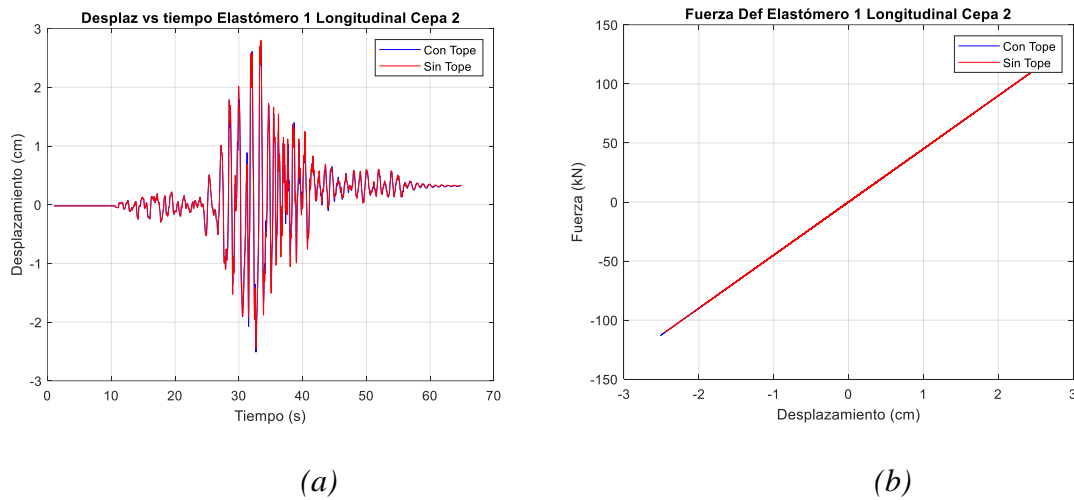 Desplaz vs tiempo Elastómero 1 Longitudinal Cepa 2
Desplazamiento (cm)
3
2
1
0
-1
-2
-3
Con Tope
Sin Tope
0
10
20
30
40
50
60
70
Tiempo (s)
(a)
Fuerza Def Elastómero 1 Longitudinal Cepa 2
Fuerza (kN)
150
100
50
0
-50
-100
-150
Con Tope
Sin Tope
-3
-2
-1
0
1
2
3
Desplazamiento (cm)
(b)